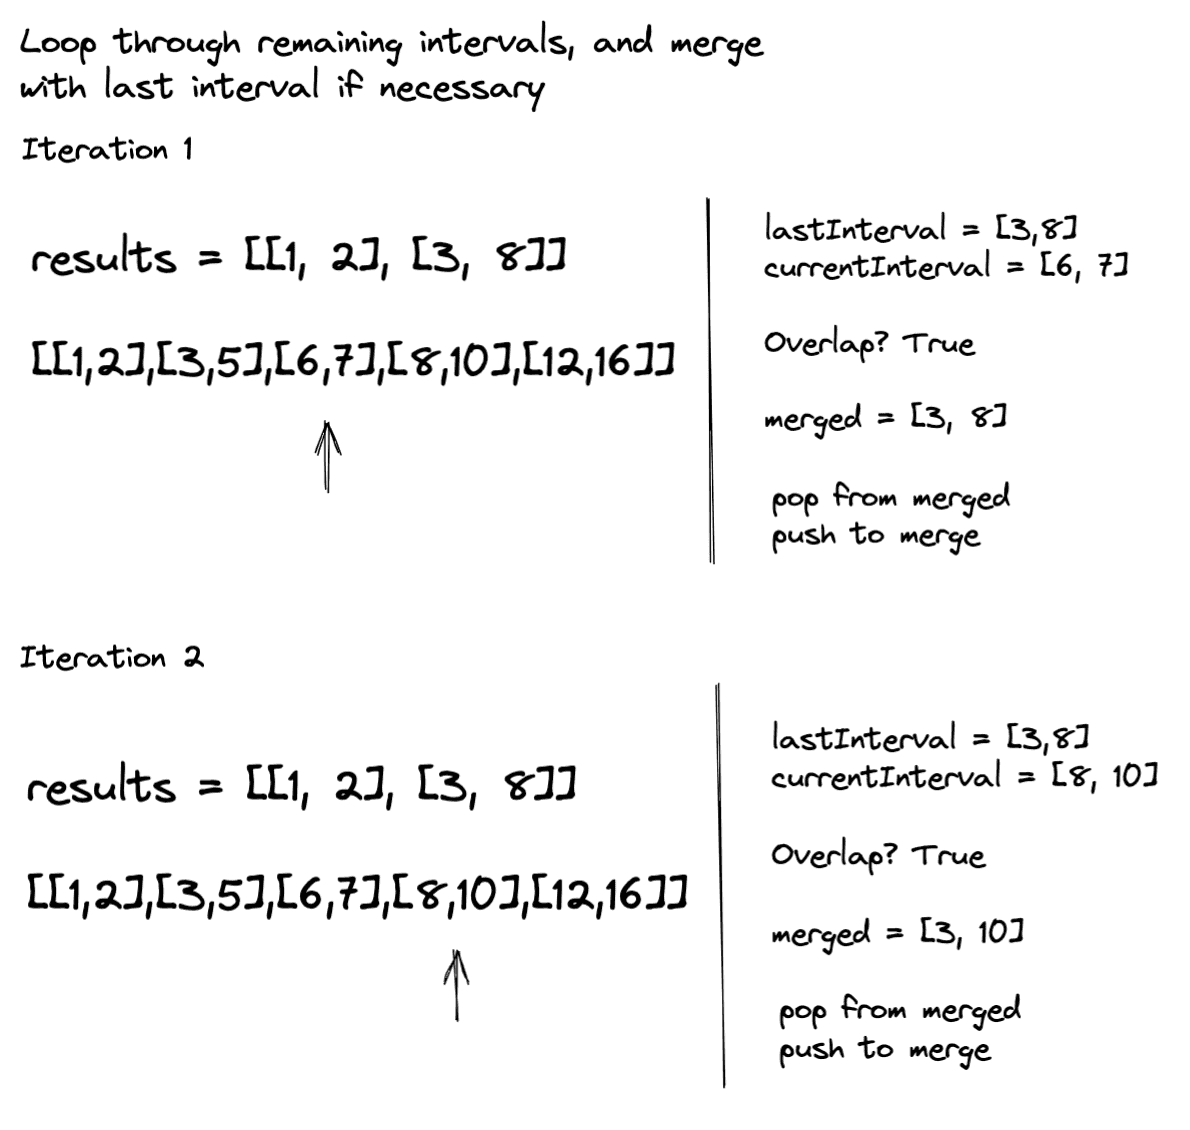 Loop through remaining intervals, and merge
with last interval if necessary
Iteration 1
results = [[1, 2], [3, 8]]
[[1,2],[3,5],[6,7],[8,10],[12,16]]
lastInterval = [3,8]
currentInterval = [6, 7]
Overlap? True
merged = [3, 8]
pop from merged
push to merge
Iteration 2
results = [[1, 2], [3, 8]]
[[1,2],[3,5],[6,7],[8,10],[12,16]]
lastInterval = [3,8]
currentInterval = [8, 10]
Overlap? True
merged = [3, 10]
pop from merged
push to merge